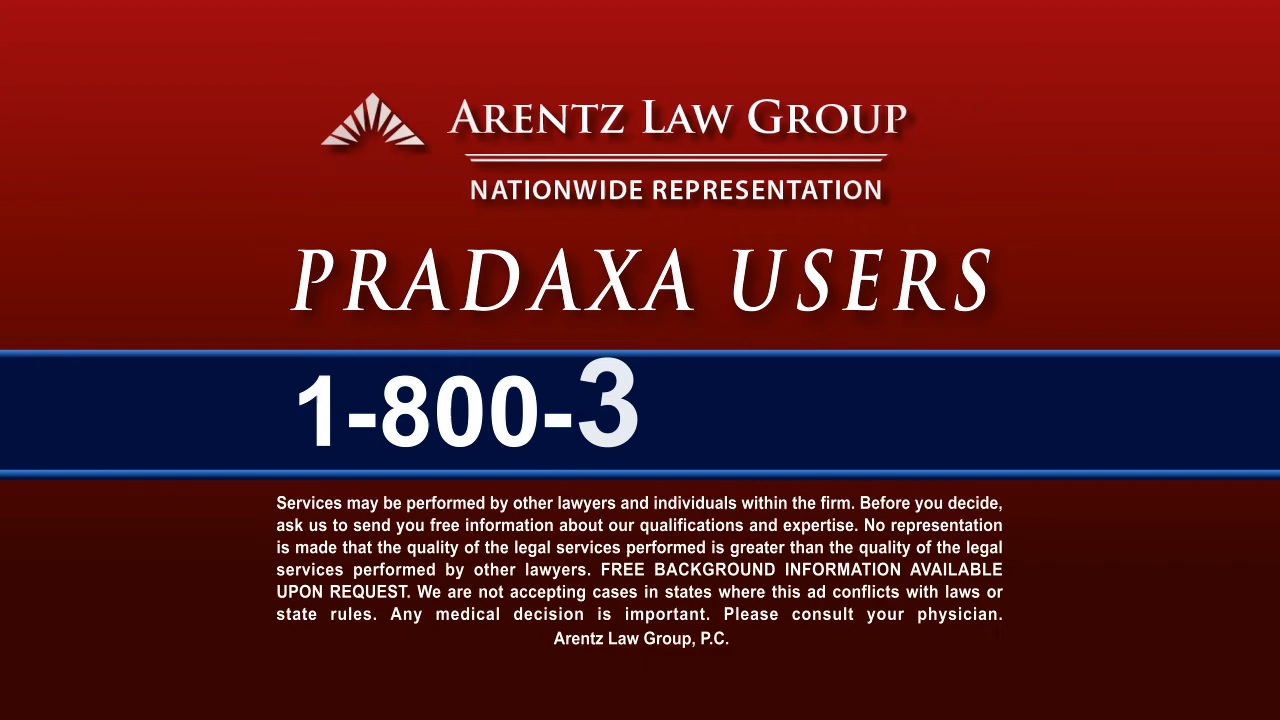 ARENTZ LAW GROUP
NATIONWIDE REPRESENTATION
PRADAXA USERS
1-800-3
Services may be performed by other lawyers and individuals within the firm. Before you decide,
ask us to send you free information about our qualifications and expertise. No representation
is made that the quality of the legal services performed is greater than the quality of the legal
services performed by other lawyers. FREE BACKGROUND INFORMATION AVAILABLE
UPON REQUEST. We are not accepting cases in states where this ad conflicts with laws or
state rules. Any medical decision is important. Please consult your physician.
Arentz Law Group, P.C.